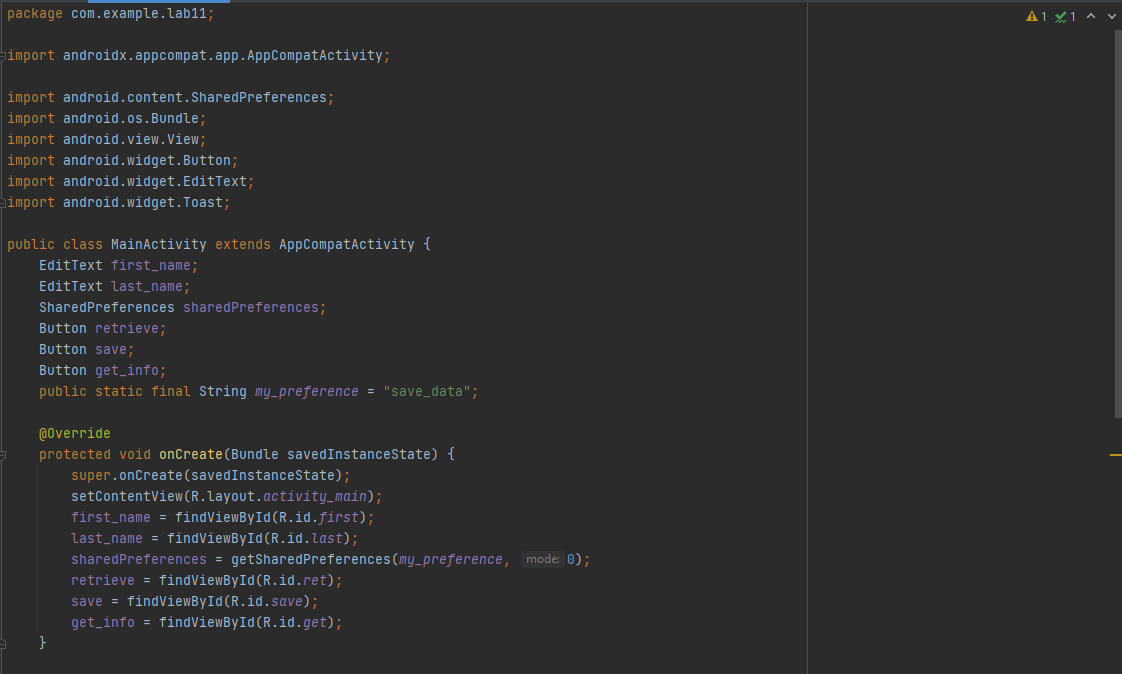 package com.example.lab11;
1 1
import androidx.appcompat.app.AppCompatActivity;
import android.content.SharedPreferences;
import android.os.Bundle;
import android.view.View;
import android.widget.Button;
import android.widget.EditText;
import android.widget.Toast;
public class MainActivity extends AppCompatActivity {
    EditText first_name;
    EditText last_name;
    SharedPreferences sharedPreferences;
    Button retrieve;
    Button save;
    Button get_info;
    public static final String my_preference = "save_data";
    @Override
    protected void onCreate(Bundle savedInstanceState) {
        super.onCreate(savedInstanceState);
        setContentView(R.layout.activity_main);
        first_name = findViewById(R.id.first);
        last_name = findViewById(R.id.last);
        sharedPreferences = getSharedPreferences(my_preference, mode: 0);
        retrieve = findViewById(R.id.ret);
        save = findViewById(R.id.save);
        get_info = findViewById(R.id.get);
    }